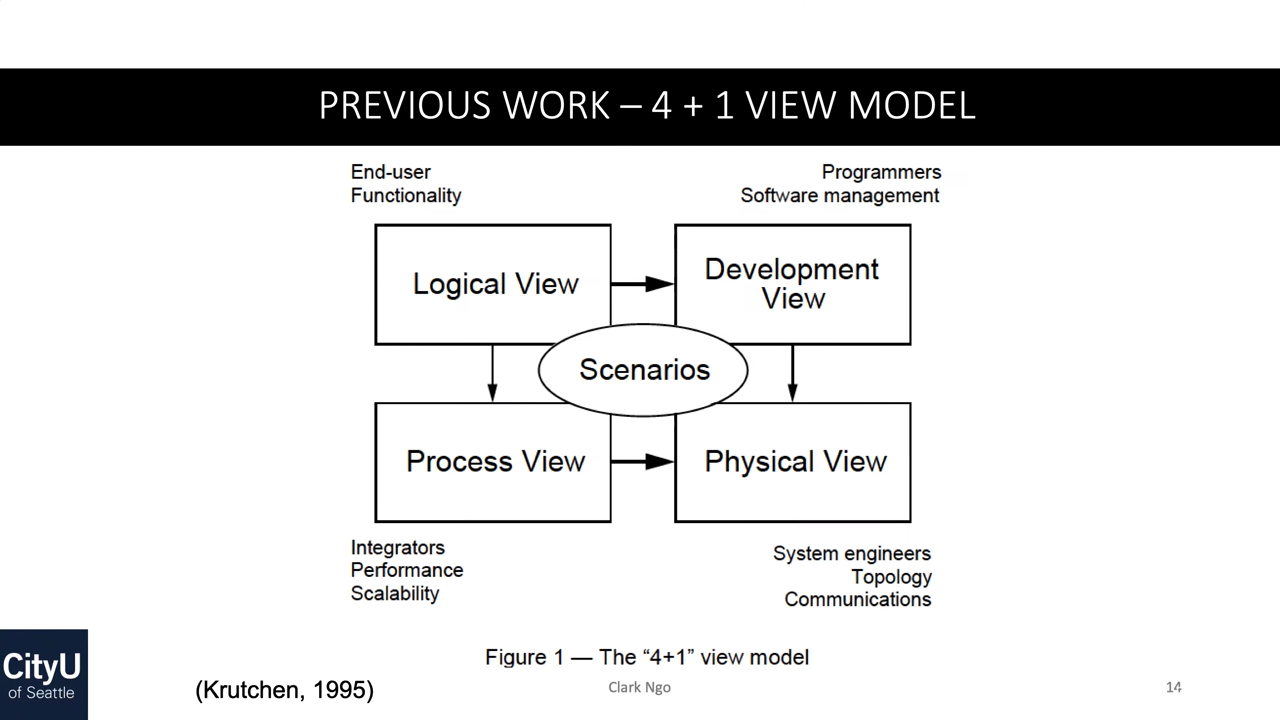 PREVIOUS WORK – 4 + 1 VIEW MODEL
End-user
Functionality
Programmers
Software management
Logical View
Development
View
Scenarios
Process View
Physical View
Integrators
Performance
Scalability
System engineers
Topology
Communications
Figure 1 — The “4+1” view model
CityU
of Seattle
(Krutchen, 1995)
Clark Ngo
14